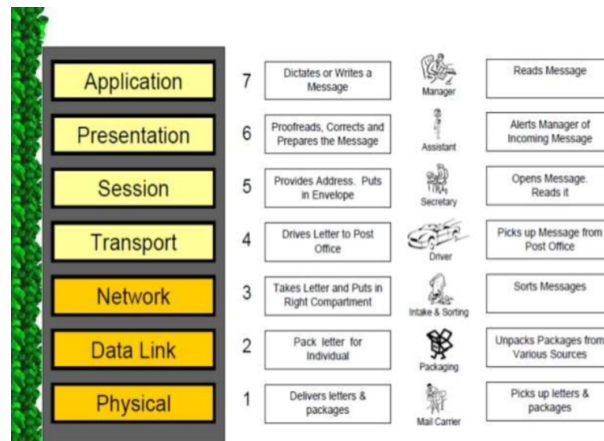 Application
7
Dictates or Writes a
Message
Manager
Reads Message
Presentation
6
Proofreads, Corrects and
Prepares the Message
Assistant
Alerts Manager of
Incoming Message
Session
5
Provides Address. Puts
in Envelope
Secretary
Opens Message.
Reads it
Transport
4
Drives Letter to Post
Office
Driver
Picks up Message from
Post Office
Network
3
Takes Letter and Puts in
Right Compartment
Intake & Sorting
Sorts Messages
Data Link
2
Pack letter for
Individual
Packaging
Unpacks Packages from
Various Sources
Physical
1
Delivers letters &
packages
Mail Carrier
Picks up letters &
packages